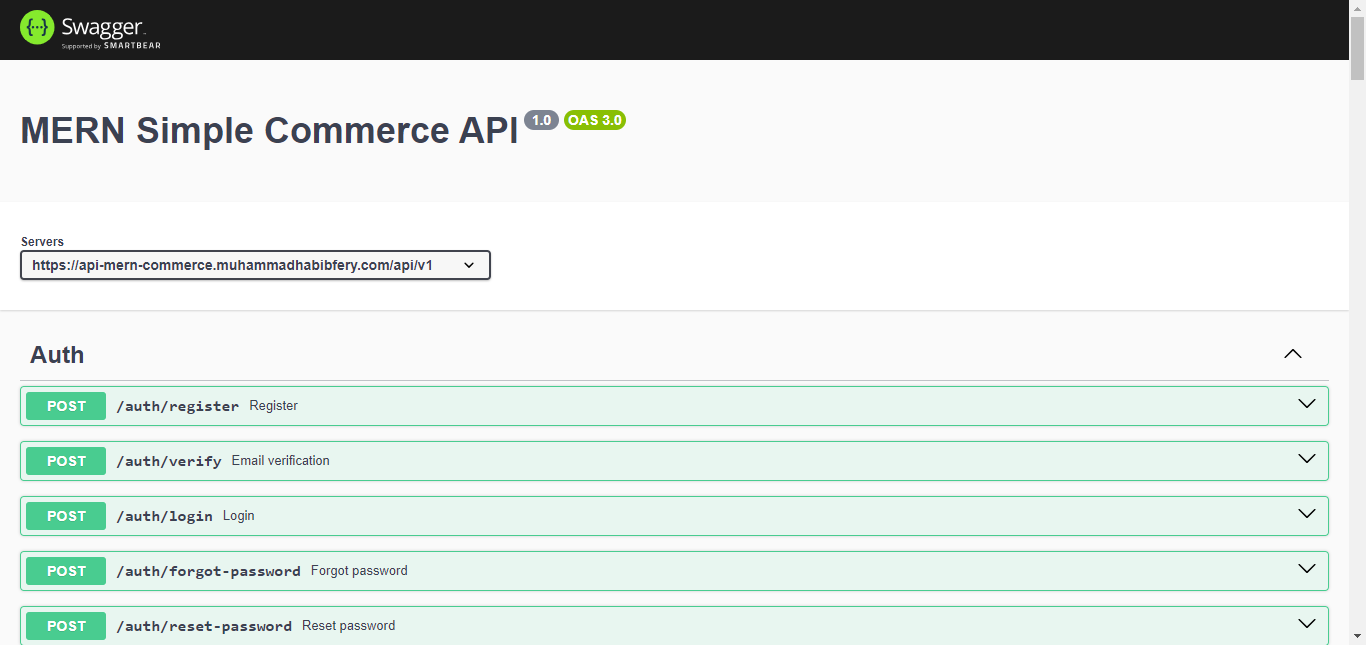 Swagger
Supported by SMARTBEAR
MERN Simple Commerce API 1.0 OAS 3.0
Servers
https://api-mern-commerce.muhammadhabibfery.com/api/v1
Auth
POST /auth/register Register
POST /auth/verify Email verification
POST /auth/login Login
POST /auth/forgot-password Forgot password
POST /auth/reset-password Reset password